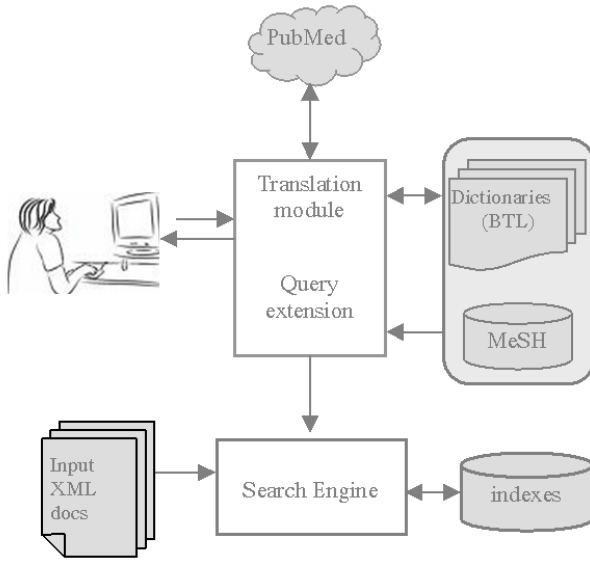 PubMed
Translation
module
Query
extension
Dictionaries
(BTL)
MeSH
Input
XML
docs
Search Engine
indexes